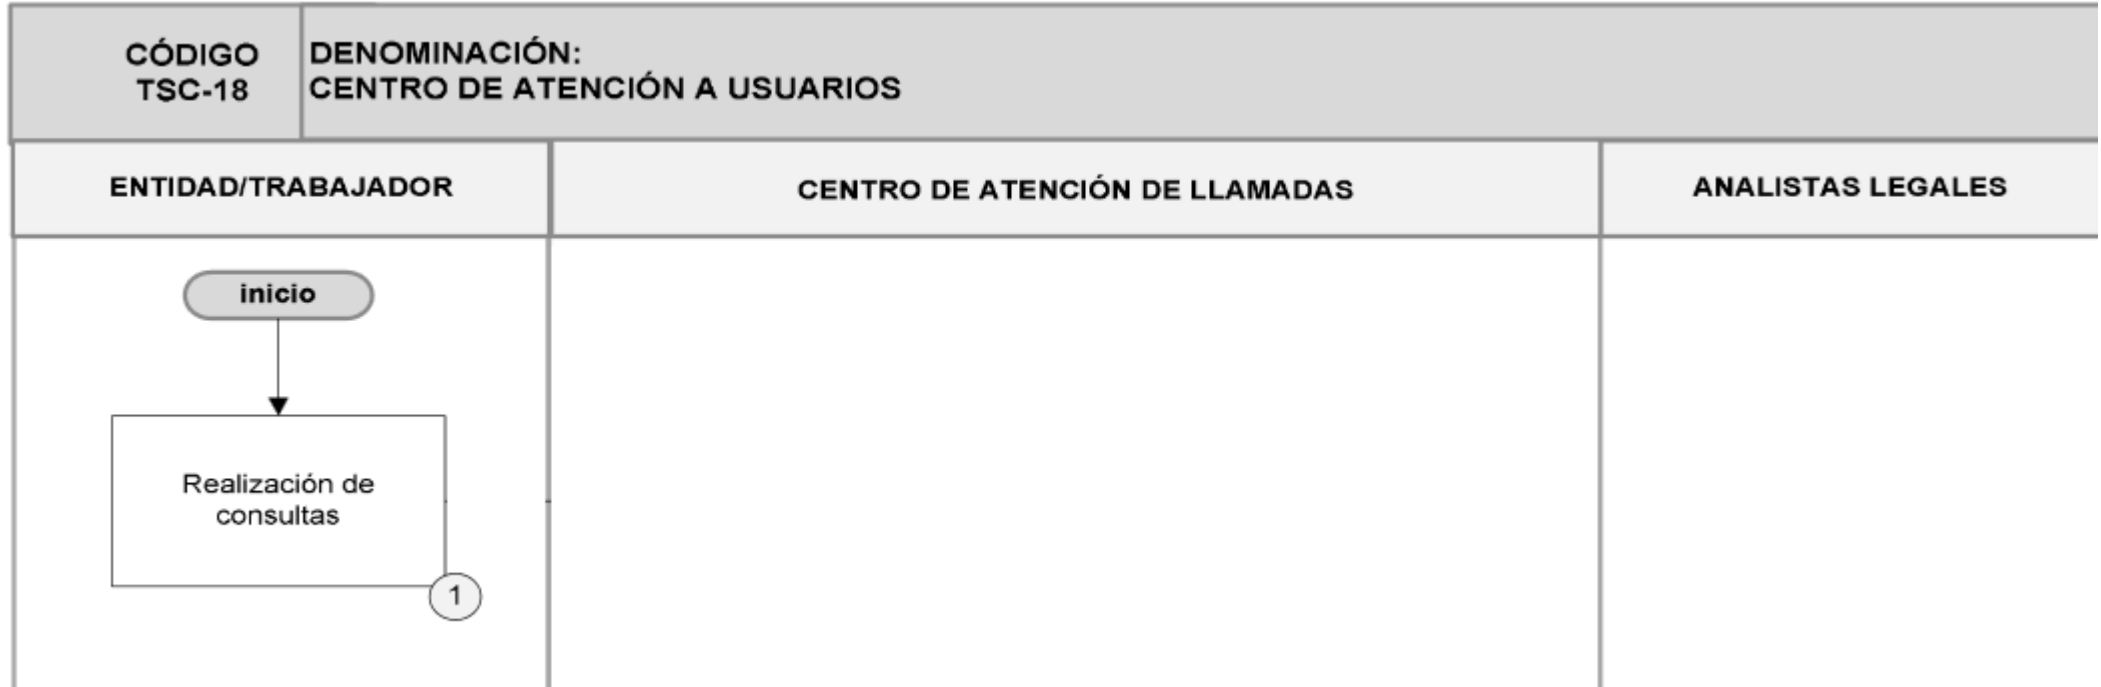 CÓDIGO
TSC-18
DENOMINACIÓN:
CENTRO DE ATENCIÓN A USUARIOS
ENTIDAD/TRABAJADOR
CENTRO DE ATENCIÓN DE LLAMADAS
ANALISTAS LEGALES
inicio
Realización de
consultas
1